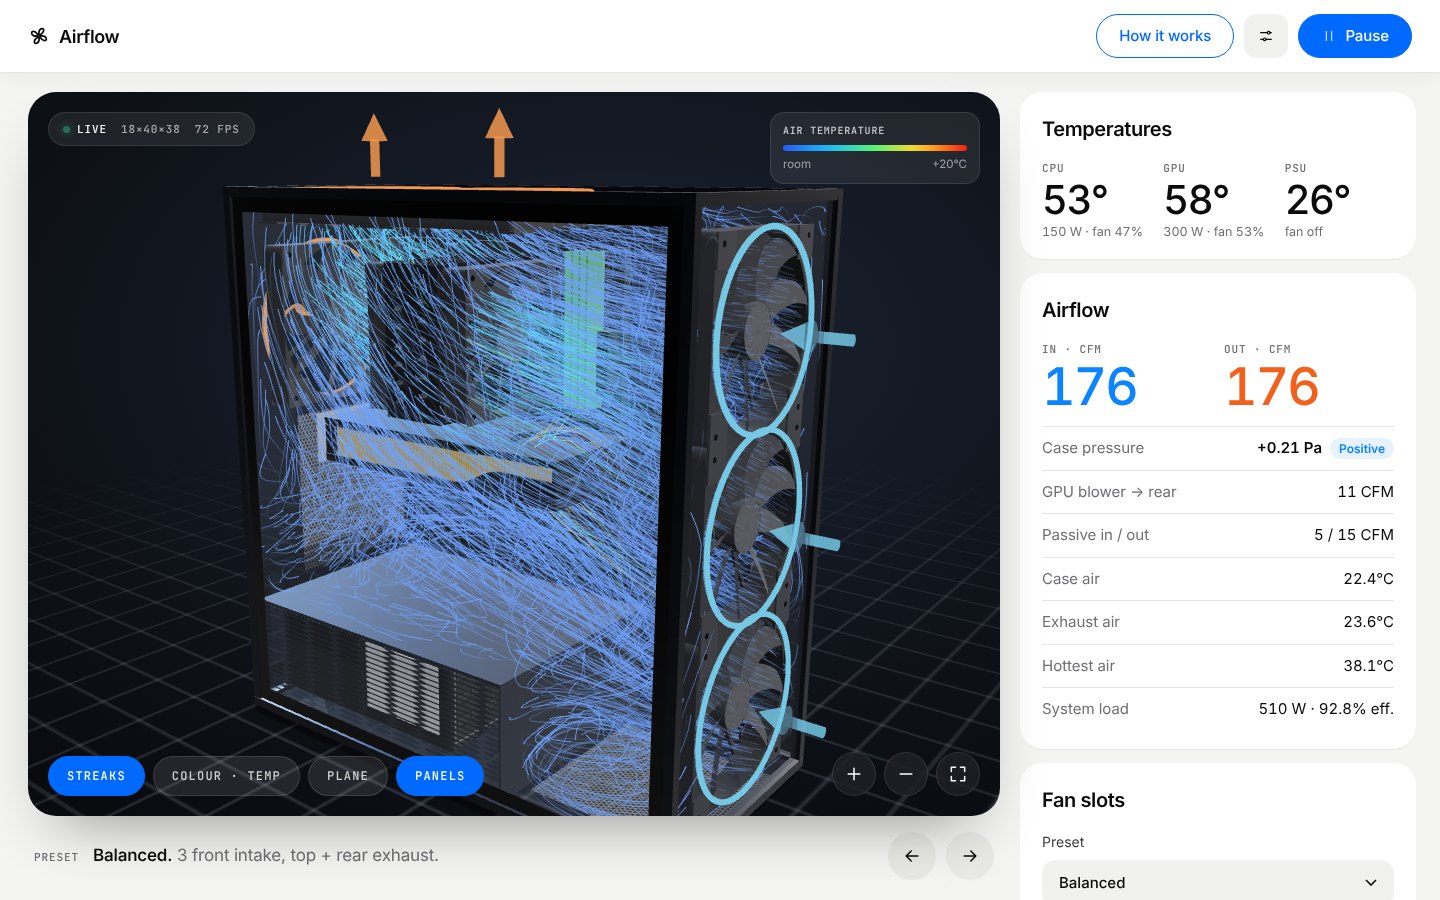 Airflow
How it works
Pause
LIVE 18×40×38 72 FPS
AIR TEMPERATURE
room +20°C
STREAKS
COLOUR · TEMP
PLANE
PANELS
PRESET Balanced. 3 front intake, top + rear exhaust.
Temperatures
CPU GPU PSU
53° 58° 26°
150 W · fan 47% 300 W · fan 53% fan off
Airflow
IN · CFM OUT · CFM
176 176
Case pressure +0.21 Pa Positive
GPU blower → rear 11 CFM
Passive in / out 5 / 15 CFM
Case air 22.4°C
Exhaust air 23.6°C
Hottest air 38.1°C
System load 510 W · 92.8% eff.
Fan slots
Preset
Balanced